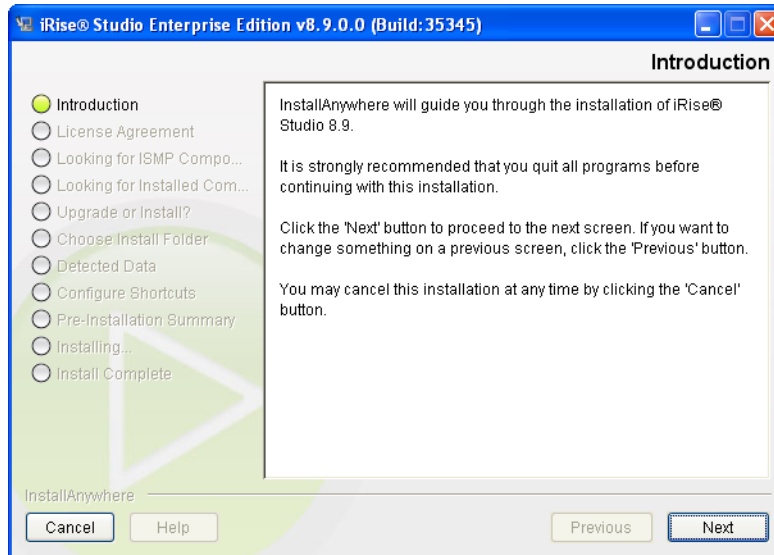 iRise® Studio Enterprise Edition v8.9.0.0 (Build:35345)
Introduction
Introduction
License Agreement
Looking for ISMP Compo...
Looking for Installed Com...
Upgrade or Install?
Choose Install Folder
Detected Data
Configure Shortcuts
Pre-Installation Summary
Installing...
Install Complete
InstallAnywhere will guide you through the installation of iRise®
Studio 8.9.
It is strongly recommended that you quit all programs before
continuing with this installation.
Click the 'Next' button to proceed to the next screen. If you want to
change something on a previous screen, click the 'Previous' button.
You may cancel this installation at any time by clicking the 'Cancel'
button.
InstallAnywhere
Cancel
Help
Previous
Next